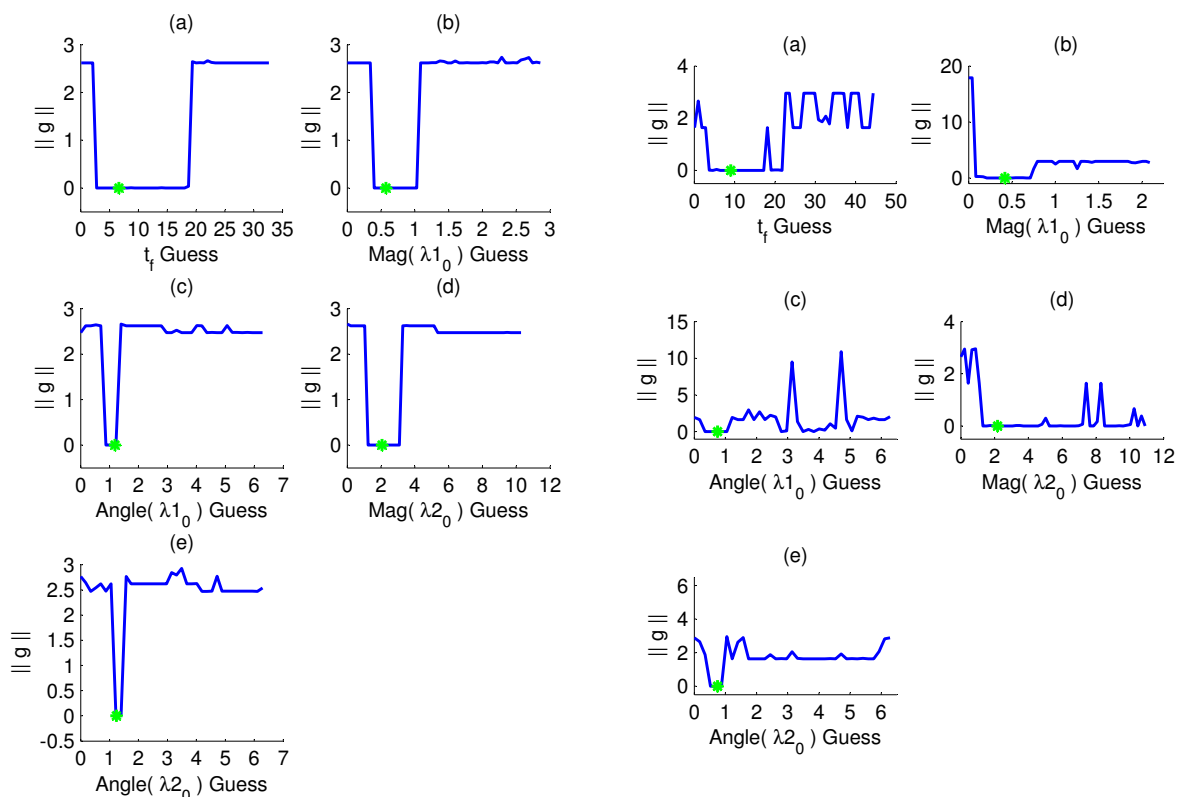 (a)
3
2
1
0
|| g ||
0 5 10 15 20 25 30 35
t_f Guess
(b)
3
2
1
0
|| g ||
0 0.5 1 1.5 2 2.5 3
Mag( λ1_0 ) Guess
(c)
3
2
1
0
|| g ||
0 1 2 3 4 5 6 7
Angle( λ1_0 ) Guess
(d)
3
2
1
0
|| g ||
0 2 4 6 8 10 12
Mag( λ2_0 ) Guess
(e)
3
2.5
2
1.5
1
0.5
0
-0.5
|| g ||
0 1 2 3 4 5 6 7
Angle( λ2_0 ) Guess
(a)
4
2
0
|| g ||
0 10 20 30 40 50
t_f Guess
(b)
20
10
0
|| g ||
0 0.5 1 1.5 2
Mag( λ1_0 ) Guess
(c)
15
10
5
0
|| g ||
0 1 2 3 4 5 6
Angle( λ1_0 ) Guess
(d)
4
2
0
|| g ||
0 2 4 6 8 10 12
Mag( λ2_0 ) Guess
(e)
6
4
2
0
|| g ||
0 1 2 3 4 5 6
Angle( λ2_0 ) Guess